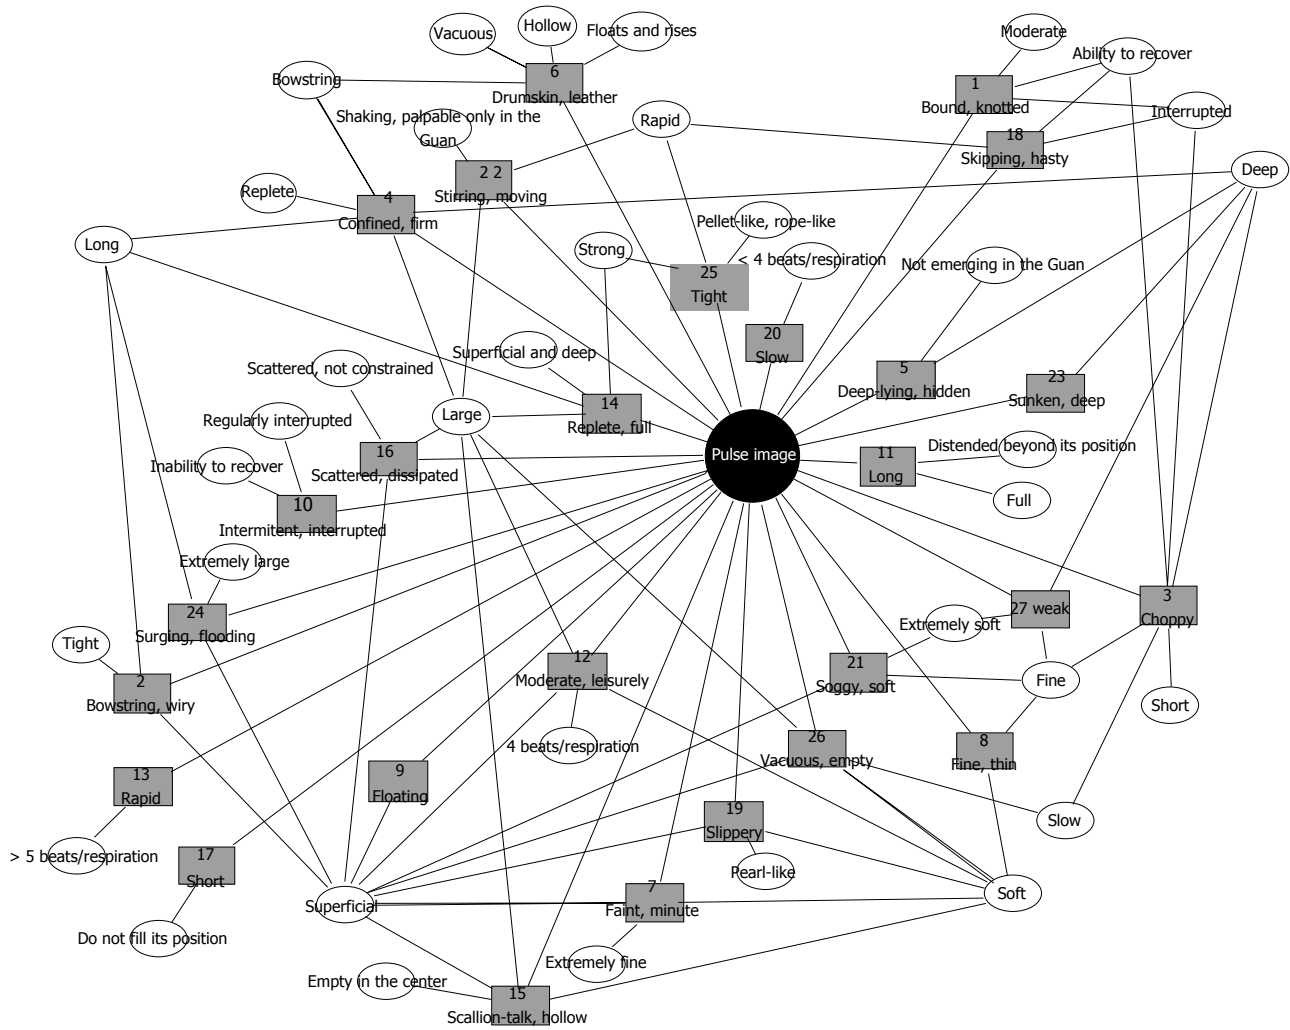 Vacuous
Hollow
Floats and rises
Moderate
Ability to recover
Bowstring
6
Drumskin, leather
1
Bound, knotted
Interrupted
Shaking, palpable only in the
Guan
Rapid
18
Skipping, hasty
Deep
2 2
Stirring, moving
Replete
4
Confined, firm
Long
Strong
Pellet-like, rope-like
25
Tight
< 4 beats/respiration
Not emerging in the Guan
20
Slow
Superficial and deep
Scattered, not constrained
5
Deep-lying, hidden
23
Sunken, deep
Large
14
Replete, full
Regularly interrupted
Pulse image
Distended beyond its position
16
Scattered, dissipated
11
Long
Inability to recover
Full
10
Intermitent, interrupted
Extremely large
24
Surging, flooding
27 weak
3
Choppy
Extremely soft
Tight
12
Moderate, leisurely
21
Soggy, soft
Fine
2
Bowstring, wiry
Short
4 beats/respiration
26
Vacuous, empty
8
Fine, thin
13
Rapid
9
Floating
19
Slippery
Slow
> 5 beats/respiration
17
Short
Pearl-like
Superficial
7
Faint, minute
Soft
Do not fill its position
Extremely fine
Empty in the center
15
Scallion-talk, hollow